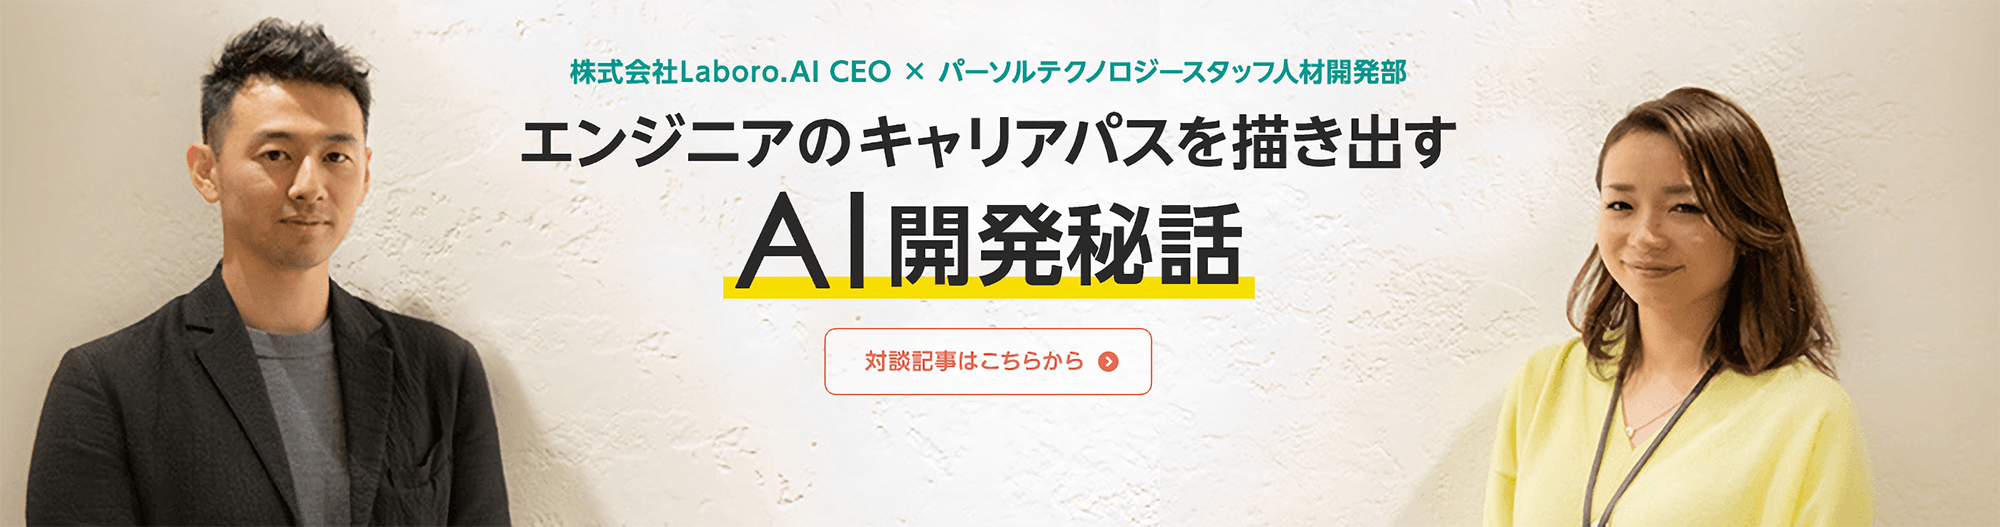 株式会社Laboro.AI CEO × パーソルテクノロジースタッフ人材開発部
エンジニアのキャリアパスを描き出す
AI開発秘話
対談記事はこちらから